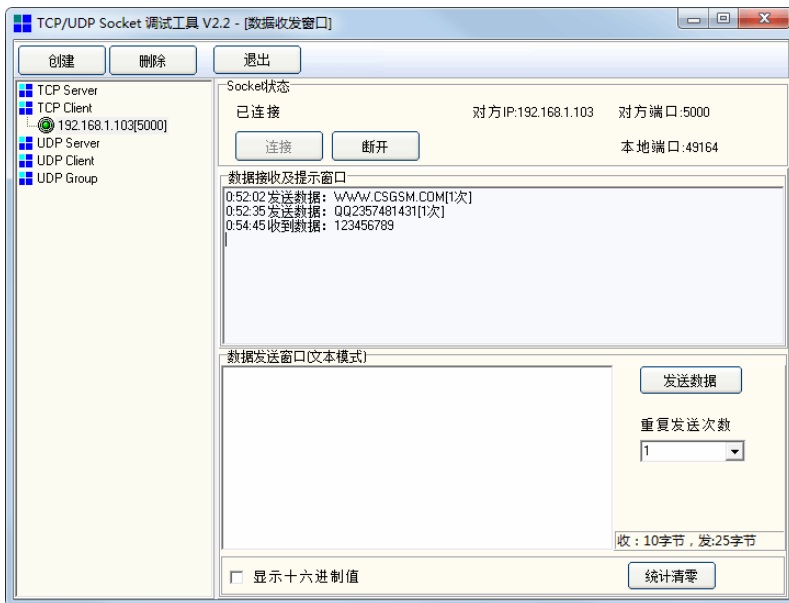 TCP/UDP Socket 调试工具 V2.2 - [数据收发窗口]
创建 删除 退出
TCP Server
TCP Client
192.168.1.103[5000]
UDP Server
UDP Client
UDP Group
Socket状态
已连接 对方IP:192.168.1.103 对方端口:5000
连接 断开 本地端口:49164
数据接收及提示窗口
0:52:02 发送数据：WWW.CSGSM.COM[1次]
0:52:35 发送数据：QQ2357481431[1次]
0:54:45 收到数据：123456789
数据发送窗口(文本模式)
发送数据
重复发送次数
1
收：10字节，发:25字节
显示十六进制值 统计清零